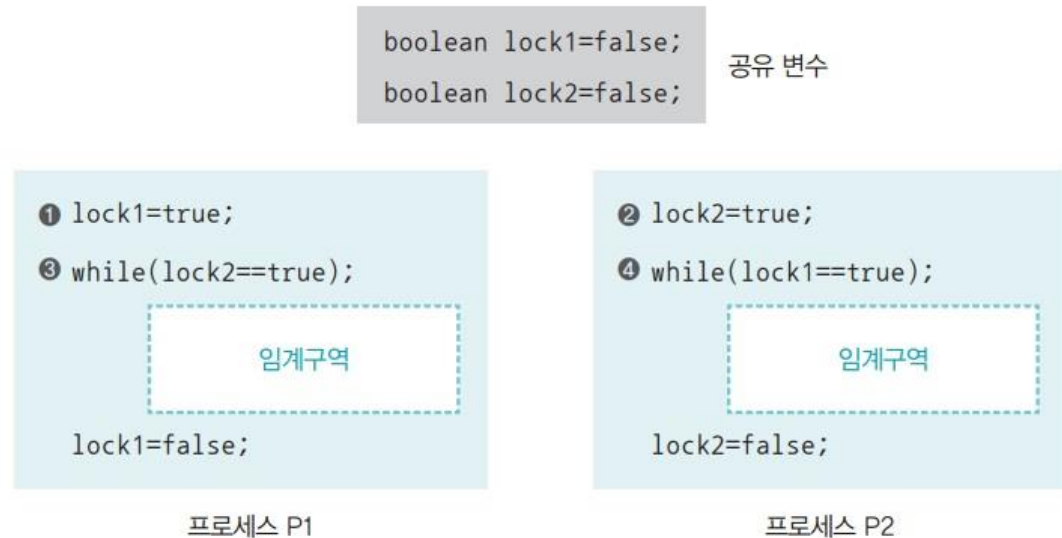 boolean lock1=false;
boolean lock2=false;
공유 변수
❶ lock1=true;
❸ while(lock2==true);
임계구역
lock1=false;
프로세스 P1
❷ lock2=true;
❹ while(lock1==true);
임계구역
lock2=false;
프로세스 P2